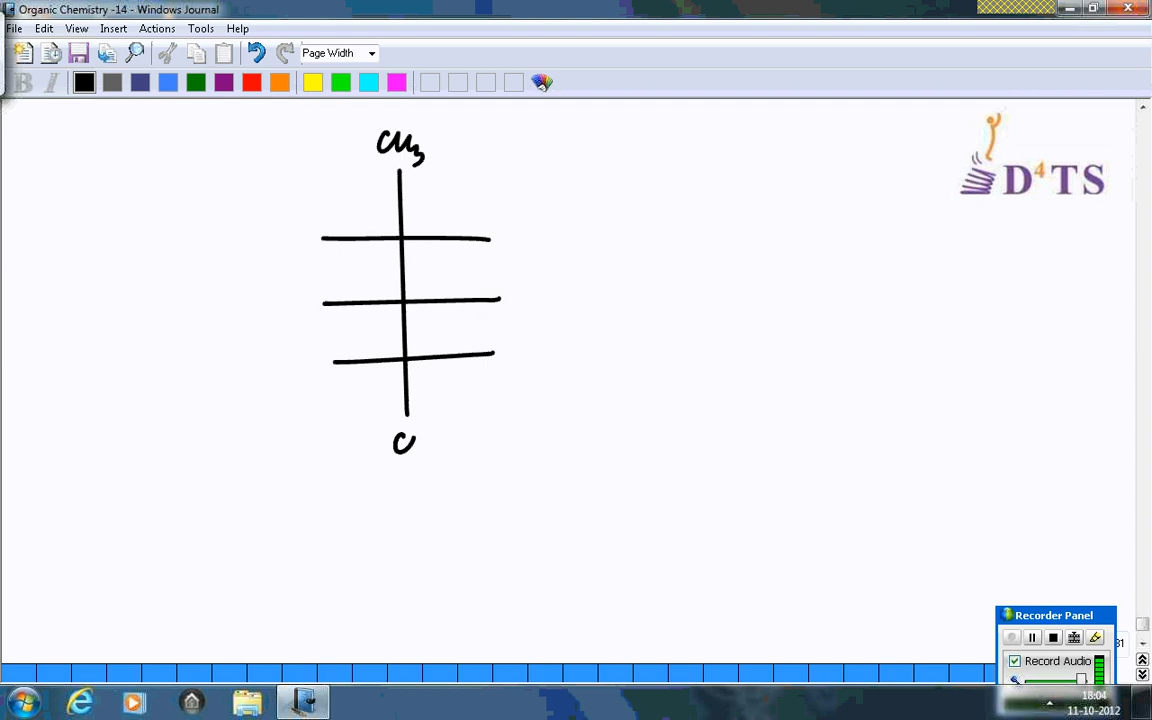 Organic Chemistry -14 - Windows Journal
File Edit View Insert Actions Tools Help
B I Page Width
CH3
D4TS
C
Recorder Panel
31
Record Audio
18:04
11-10-2012